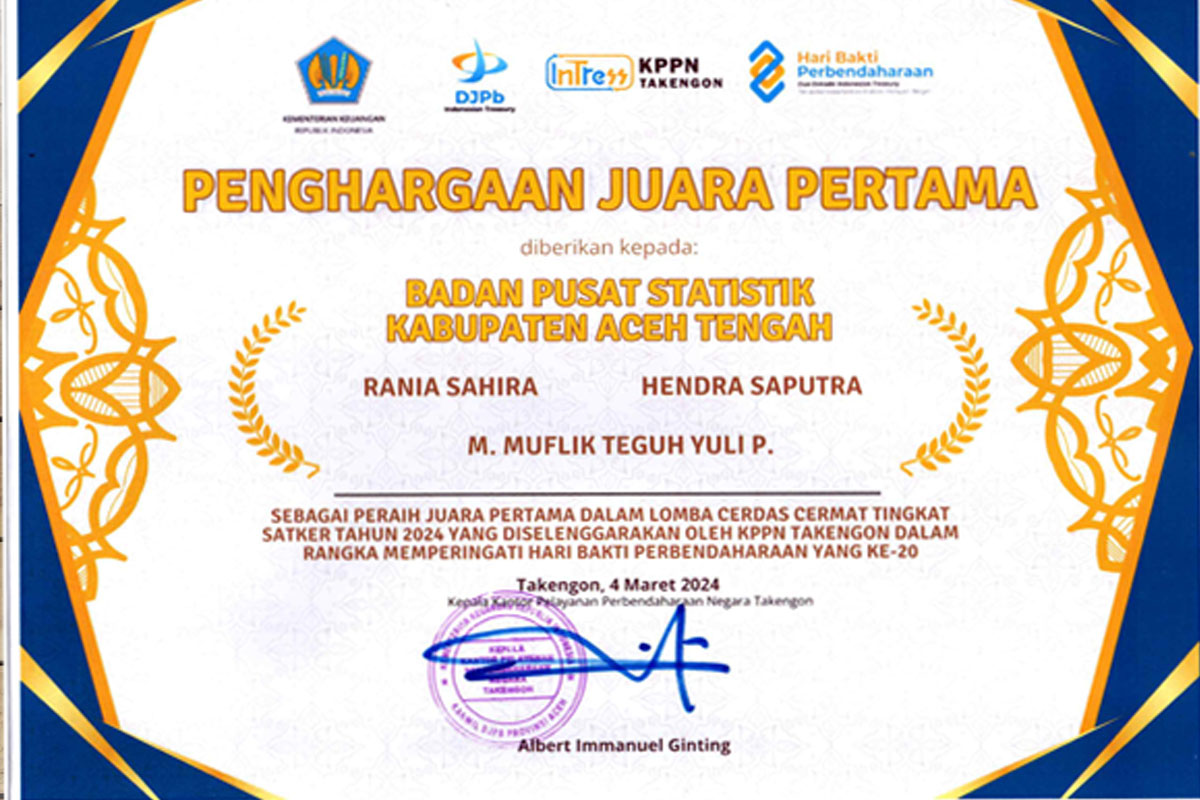 KEMENTERIAN KEUANGAN
REPUBLIK INDONESIA
DJPb
Indonesian Treasury
InTress
KPPN
TAKENGON
Hari Bakti
Perbendaharaan
PENGHARGAAN JUARA PERTAMA
diberikan kepada:
BADAN PUSAT STATISTIK
KABUPATEN ACEH TENGAH
RANIA SAHIRA HENDRA SAPUTRA
M. MUFLIK TEGUH YULI P.
SEBAGAI PERAIH JUARA PERTAMA DALAM LOMBA CERDAS CERMAT TINGKAT
SATKER TAHUN 2024 YANG DISELENGGARAKAN OLEH KPPN TAKENGON DALAM
RANGKA MEMPERINGATI HARI BAKTI PERBENDAHARAAN YANG KE-20
Takengon, 4 Maret 2024
Kepala Kantor Pelayanan Perbendaharaan Negara Takengon
KEPALA
KANTOR PELAYANAN
PERBENDAHARAAN
NEGARA
TAKENGON
KANWIL DJPB PROVINSI ACEH
Albert Immanuel Ginting